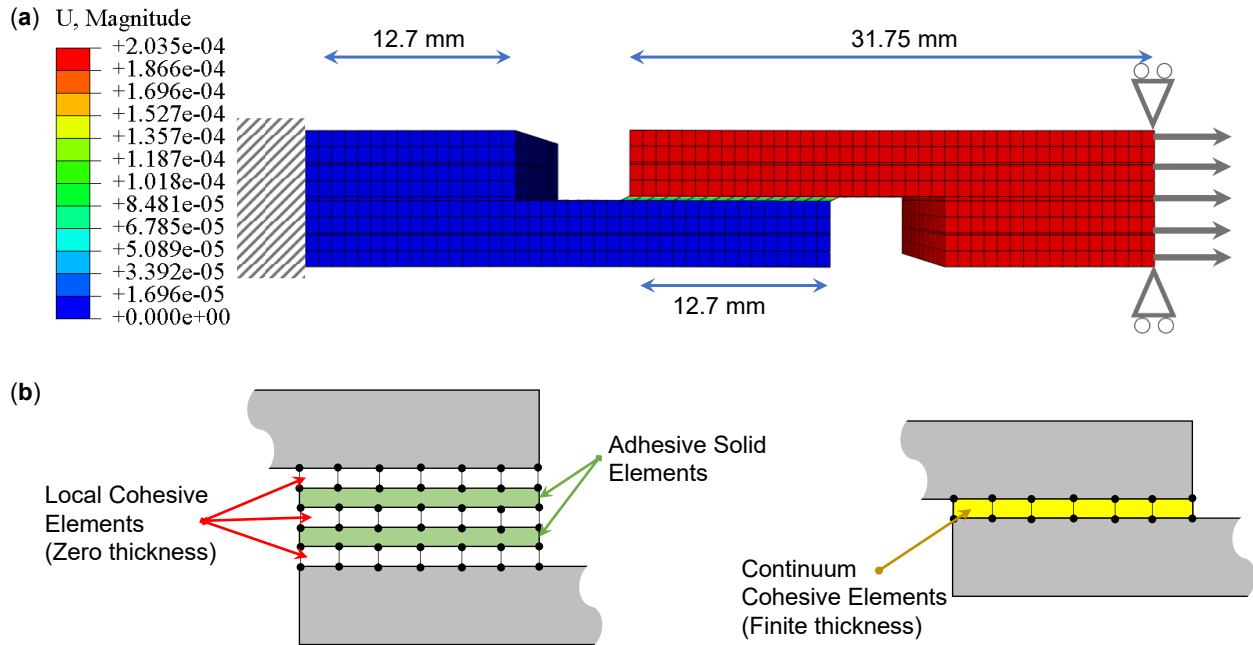 (a)
U, Magnitude
+2.035e-04
+1.866e-04
+1.696e-04
+1.527e-04
+1.357e-04
+1.187e-04
+1.018e-04
+8.481e-05
+6.785e-05
+5.089e-05
+3.392e-05
+1.696e-05
+0.000e+00
12.7 mm
31.75 mm
12.7 mm
(b)
Local Cohesive
Elements
(Zero thickness)
Adhesive Solid
Elements
Continuum
Cohesive Elements
(Finite thickness)